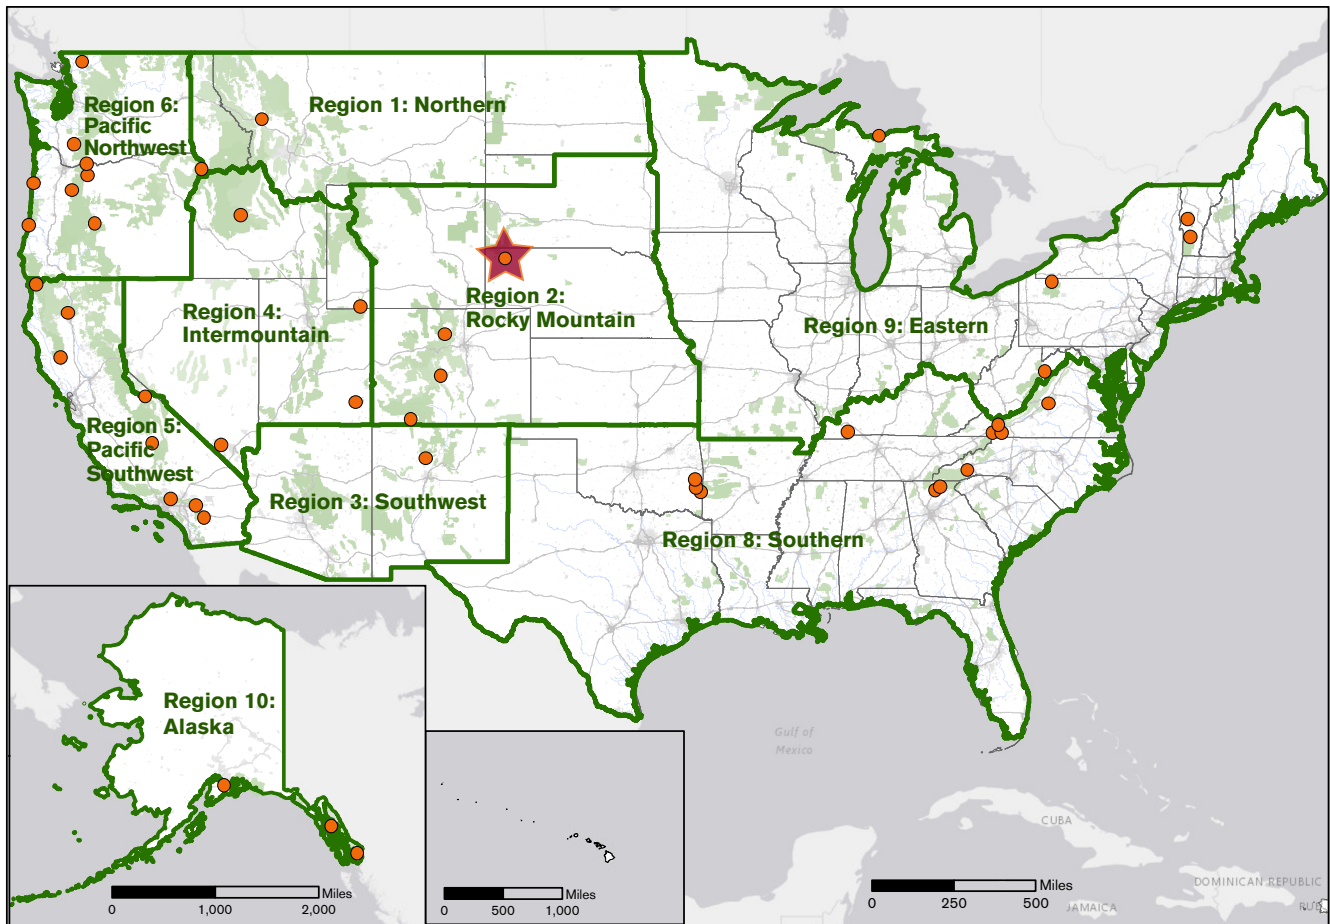 Region 6:
Pacific
Northwest
Region 1: Northern
Region 2:
Rocky Mountain
Region 4:
Intermountain
Region 9: Eastern
Region 5:
Pacific
Southwest
Region 3: Southwest
Region 8: Southern
Region 10:
Alaska
Gulf of
Mexico
CUBA
DOMINICAN REPUBLIC
JAMAICA
Miles
0 1,000 2,000
Miles
0 500 1,000
Miles
0 250 500